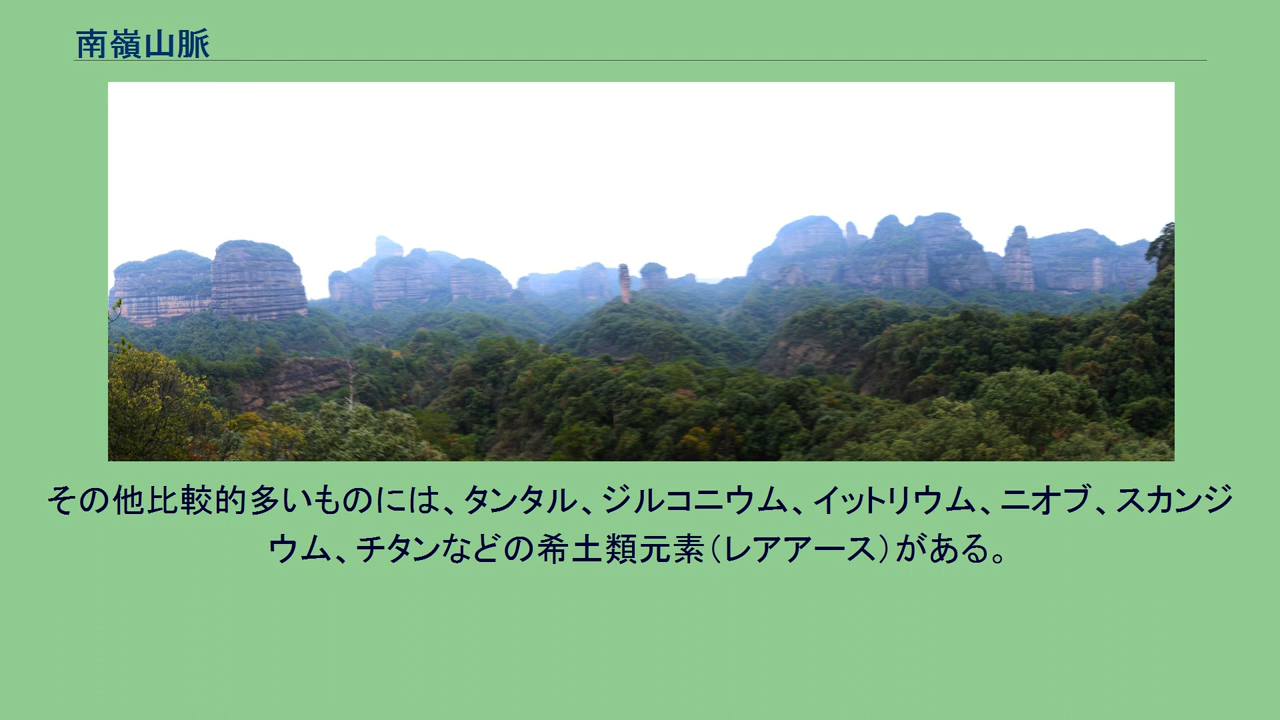 南嶺山脈
その他比較的多いものには、タンタル、ジルコニウム、イットリウム、ニオブ、スカンジ
ウム、チタンなどの希土類元素（レアアース）がある。